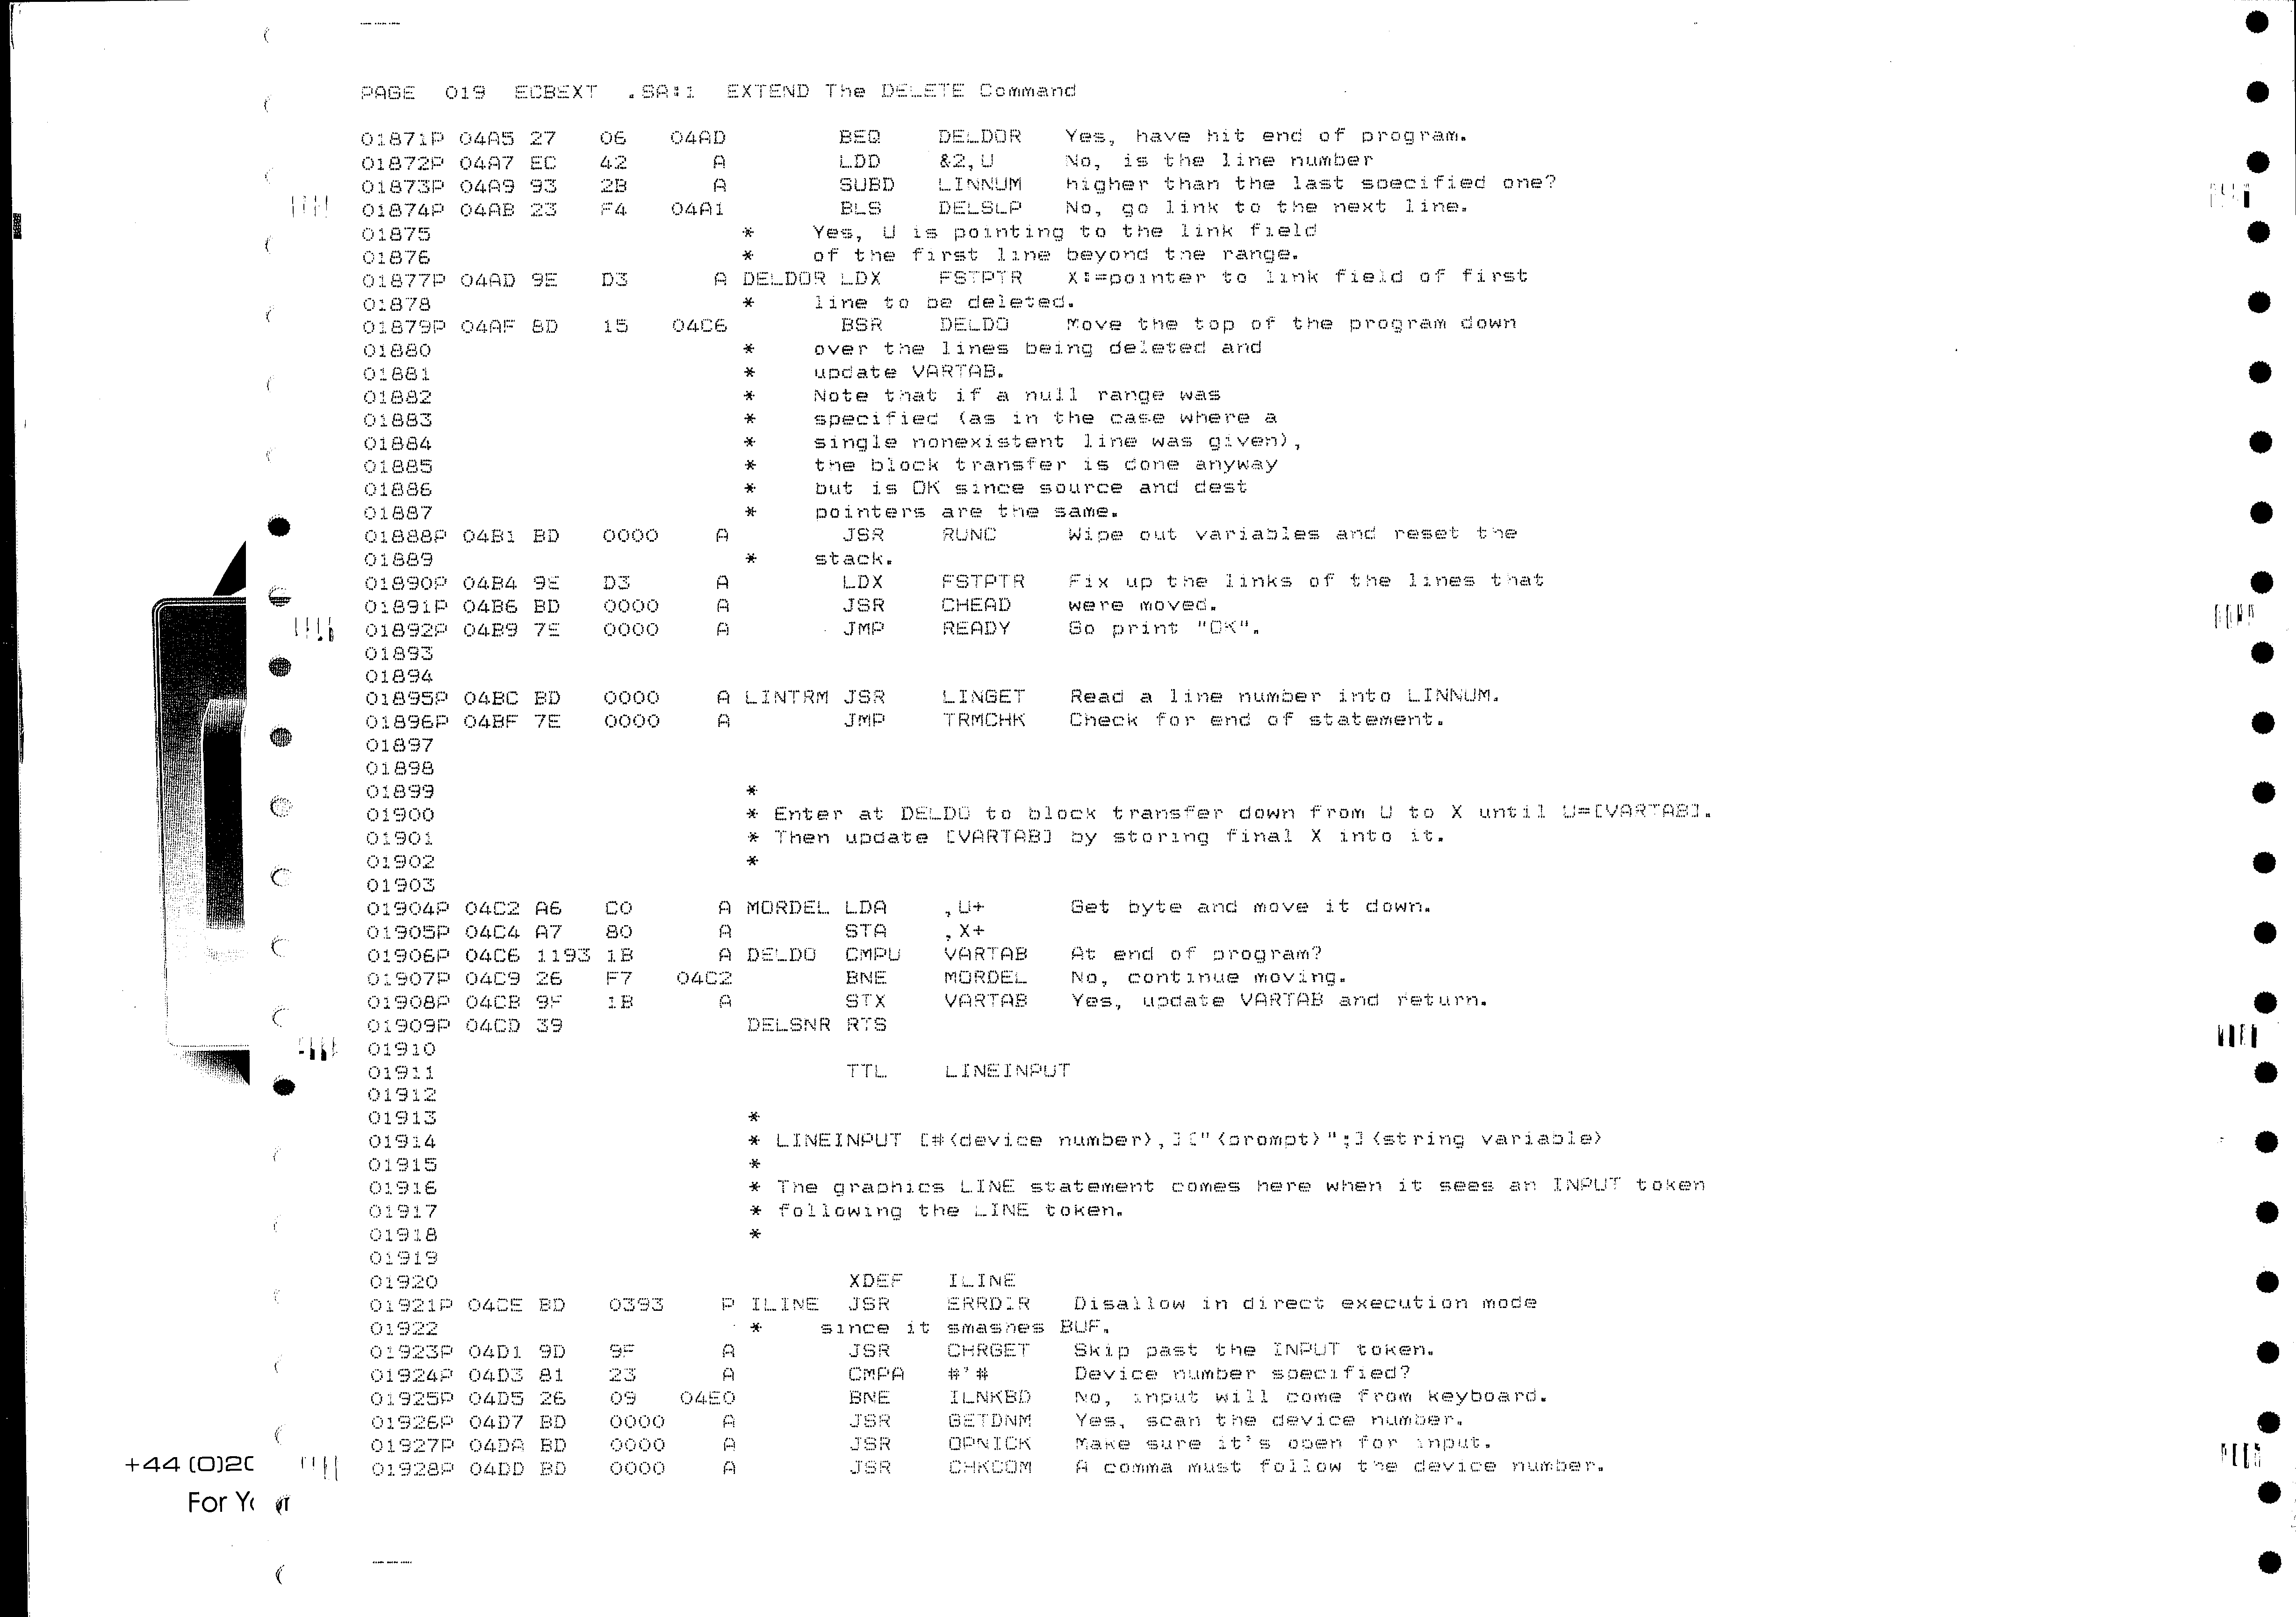 PAGE  019  ECBEXT  .SA:1  EXTEND The DELETE Command
01871P 04A5 27   06   04AD        BEQ    DELDOR   Yes, have hit end of program.
01872P 04A7 EC   42      A        LDD    &2,U     No, is the line number
01873P 04A9 93   2B      A        SUBD   LINNUM   higher than the last specified one?
01874P 04AB 23   F4   04A1        BLS    DELSLP   No, go link to the next line.
01875                      *     Yes, U is pointing to the link field
01876                      *     of the first line beyond the range.
01877P 04AD 9E   D3      A DELDOR LDX    FSTPTR   X:=pointer to link field of first
01878                      *     line to be deleted.
01879P 04AF 8D   15   04C6        BSR    DELDO    Move the top of the program down
01880                      *     over the lines being deleted and
01881                      *     update VARTAB.
01882                      *     Note that if a null range was
01883                      *     specified (as in the case where a
01884                      *     single nonexistent line was given),
01885                      *     the block transfer is done anyway
01886                      *     but is OK since source and dest
01887                      *     pointers are the same.
01888P 04B1 BD   0000    A        JSR    RUNC     Wipe out variables and reset the
01889                      *     stack.
01890P 04B4 9E   D3      A        LDX    FSTPTR   Fix up the links of the lines that
01891P 04B6 BD   0000    A        JSR    CHEAD    were moved.
01892P 04B9 7E   0000    A        JMP    READY    Go print "OK".
01893
01894
01895P 04BC BD   0000    A LINTRM JSR    LINGET   Read a line number into LINNUM.
01896P 04BF 7E   0000    A        JMP    TRMCHK   Check for end of statement.
01897
01898
01899                      *
01900                      * Enter at DELDO to block transfer down from U to X until U=[VARTAB].
01901                      * Then update [VARTAB] by storing final X into it.
01902                      *
01903
01904P 04C2 A6   C0      A MORDEL LDA    ,U+      Get byte and move it down.
01905P 04C4 A7   80      A        STA    ,X+
01906P 04C6 1193 1B      A DELDO  CMPU   VARTAB   At end of program?
01907P 04C9 26   F7   04C2        BNE    MORDEL   No, continue moving.
01908P 04CB 9F   1B      A        STX    VARTAB   Yes, update VARTAB and return.
01909P 04CD 39             DELSNR RTS
01910
01911                             TTL    LINEINPUT
01912
01913                      *
01914                      * LINEINPUT [#<device number>,]["<prompt>";]<string variable>
01915                      *
01916                      * The graphics LINE statement comes here when it sees an INPUT token
01917                      * following the LINE token.
01918                      *
01919
01920                             XDEF   ILINE
01921P 04CE BD   0393    P ILINE  JSR    ERRDIR   Disallow in direct execution mode
01922                      *     since it smashes BUF.
01923P 04D1 9D   9F      A        JSR    CHRGET   Skip past the INPUT token.
01924P 04D3 81   23      A        CMPA   #'#      Device number specified?
01925P 04D5 26   09   04E0        BNE    ILNKBD   No, input will come from keyboard.
01926P 04D7 BD   0000    A        JSR    GETDNM   Yes, scan the device number.
01927P 04DA BD   0000    A        JSR    OPNICK   Make sure it's open for input.
01928P 04DD BD   0000    A        JSR    CHKCOM   A comma must follow the device number.
+44 (0)20
For Yo